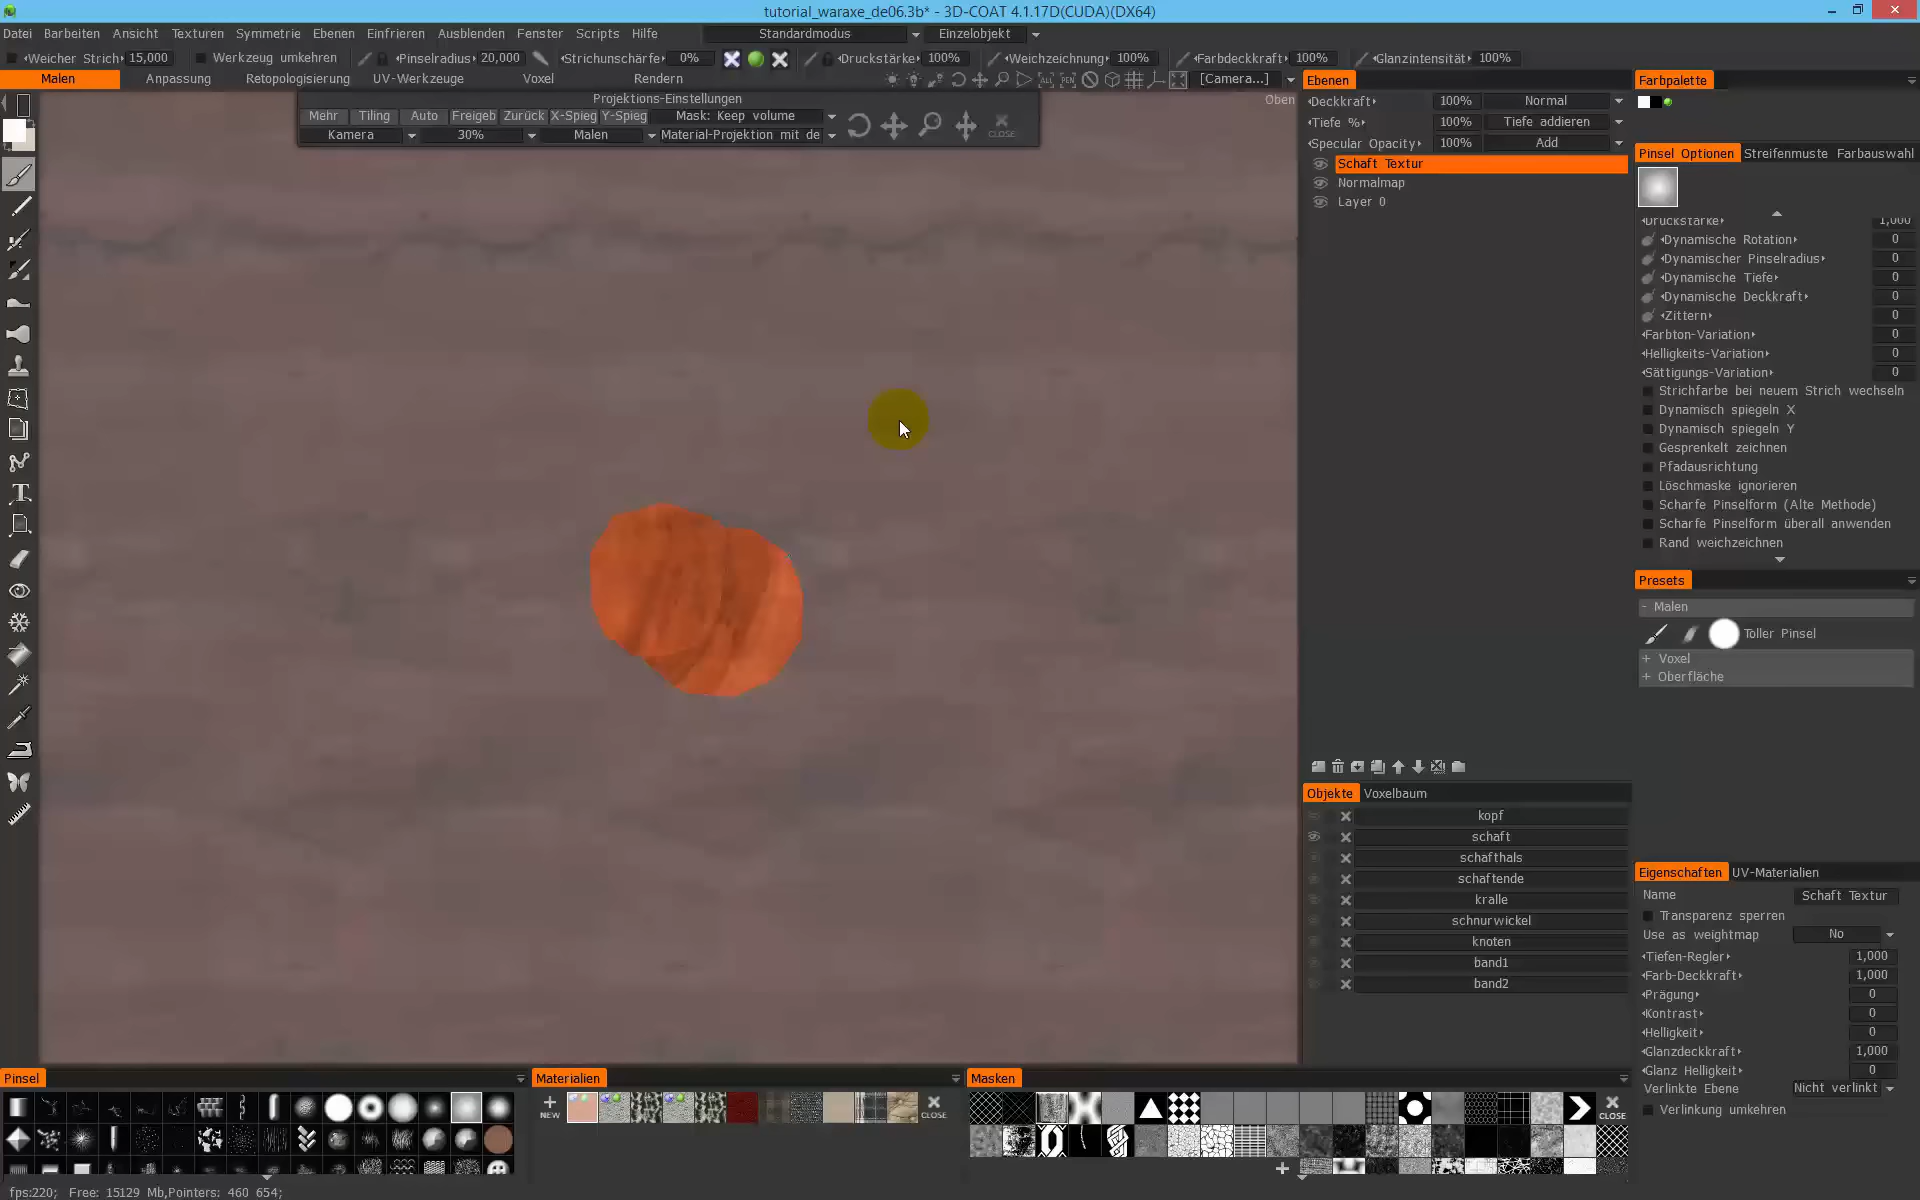 tutorial_waraxe_de06.3b* - 3D-COAT 4.1.17D(CUDA)(DX64)
Datei Bearbeiten Ansicht Texturen Symmetrie Ebenen Einfrieren Ausblenden Fenster Scripts Hilfe Standardmodus Einzelobjekt
Weicher Strich 15,000 Werkzeug umkehren Pinselradius 20,000 Strichunschärfe 0% Druckstärke 100% Weichzeichnung 100% Farbdeckkraft 100% Glanzintensität 100%
Malen Anpassung Retopologisierung UV-Werkzeuge Voxel Rendern [Camera...]
Oben
Projektions-Einstellungen
Mehr Tiling Auto Freigeb Zurück X-Spieg Y-Spieg Mask: Keep volume
Kamera 30% Malen Material-Projektion mit de CLOSE
Ebenen
Deckkraft 100% Normal
Tiefe % 100% Tiefe addieren
Specular Opacity 100% Add
Schaft Textur
Normalmap
Layer 0
Objekte Voxelbaum
kopf
schaft
schafthals
schaftende
kralle
schnurwickel
knoten
band1
band2
Farbpalette
Pinsel Optionen Streifenmuste Farbauswahl
Druckstärke 1,000
Dynamische Rotation 0
Dynamischer Pinselradius 0
Dynamische Tiefe 0
Dynamische Deckkraft 0
Zittern 0
Farbton-Variation 0
Helligkeits-Variation 0
Sättigungs-Variation 0
Strichfarbe bei neuem Strich wechseln
Dynamisch spiegeln X
Dynamisch spiegeln Y
Gesprenkelt zeichnen
Pfadausrichtung
Löschmaske ignorieren
Scharfe Pinselform (Alte Methode)
Scharfe Pinselform überall anwenden
Rand weichzeichnen
Presets
- Malen
Toller Pinsel
+ Voxel
+ Oberfläche
Eigenschaften UV-Materialien
Name Schaft Textur
Transparenz sperren
Use as weightmap No
Tiefen-Regler 1,000
Farb-Deckkraft 1,000
Prägung 0
Kontrast 0
Helligkeit 0
Glanzdeckkraft 1,000
Glanz Helligkeit 0
Verlinkte Ebene Nicht verlinkt
Verlinkung umkehren
Pinsel
Materialien
NEW CLOSE
Masken
CLOSE
fps:220; Free: 15129 Mb,Pointers: 460 654;